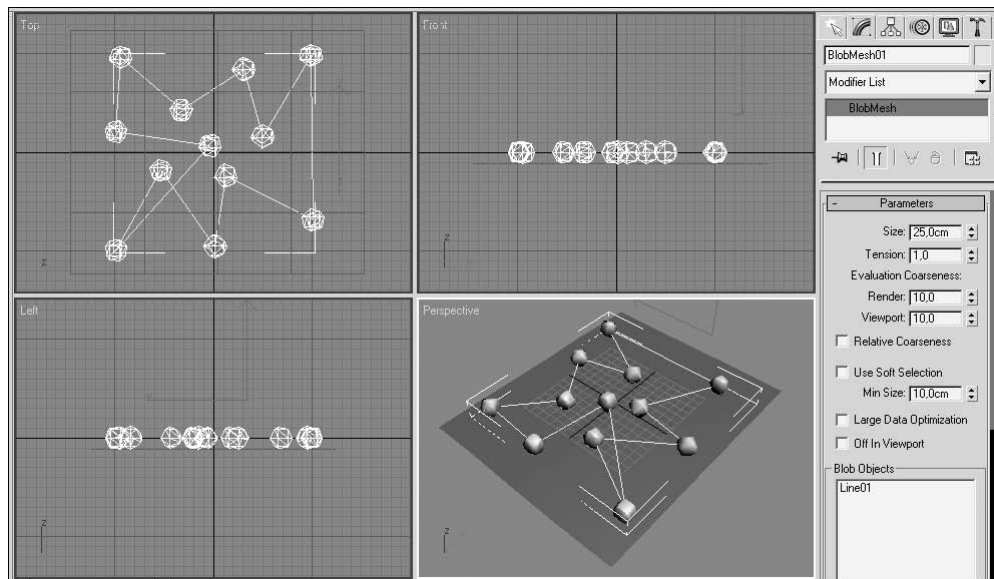 Top
Front
Left
Perspective
z
z
z
BlobMesh01
Modifier List
BlobMesh
- Parameters
Size: 25,0cm
Tension: 1,0
Evaluation Coarseness:
Render: 10,0
Viewport: 10,0
Relative Coarseness
Use Soft Selection
Min Size: 10,0cm
Large Data Optimization
Off In Viewport
Blob Objects
Line01